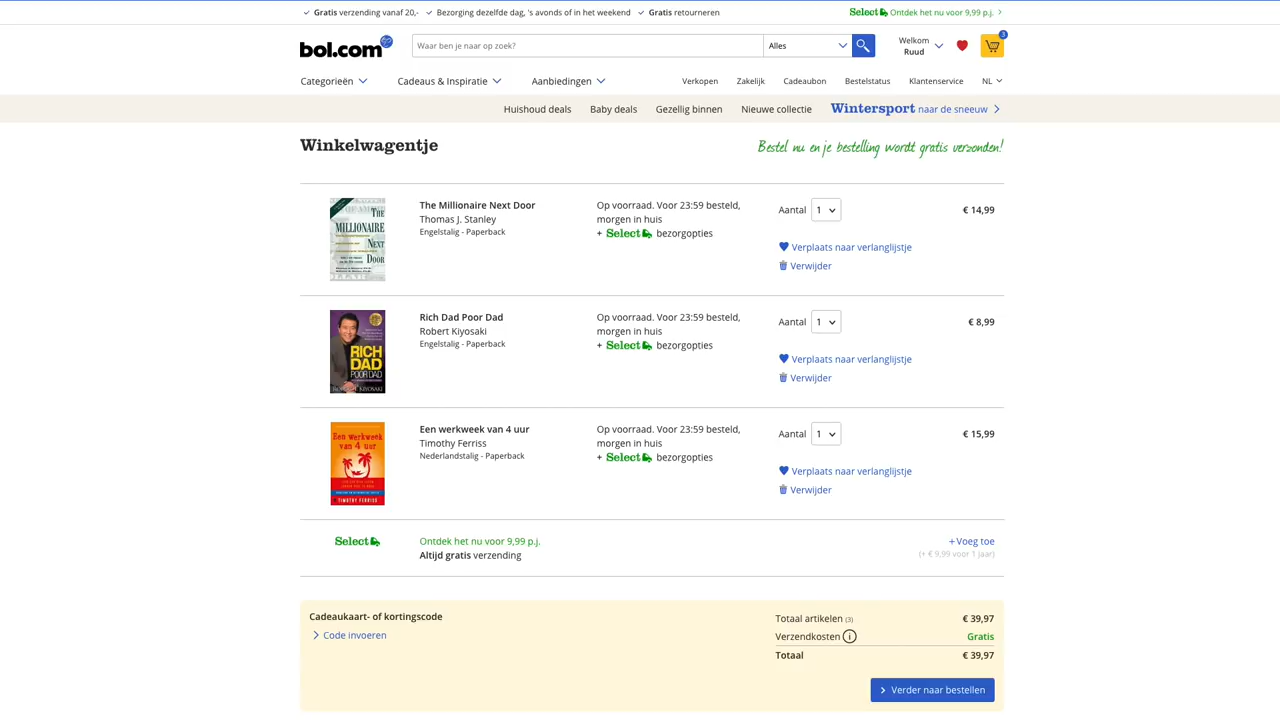 Gratis verzending vanaf 20,- Bezorging dezelfde dag, 's avonds of in het weekend Gratis retourneren
Select Ontdek het nu voor 9,99 p.j.
bol.com
Waar ben je naar op zoek?
Alles
Welkom
Ruud
3
Categorieën Cadeaus & Inspiratie Aanbiedingen Verkopen Zakelijk Cadeaubon Bestelstatus Klantenservice NL
Huishoud deals Baby deals Gezellig binnen Nieuwe collectie Wintersport naar de sneeuw
Winkelwagentje
Bestel nu en je bestelling wordt gratis verzonden!
THE
MILLIONAIRE
NEXT
DOOR
The Millionaire Next Door
Thomas J. Stanley
Engelstalig - Paperback
Op voorraad. Voor 23:59 besteld,
morgen in huis
+ Select bezorgopties
Aantal 1
€ 14,99
Verplaats naar verlanglijstje
Verwijder
RICH
DAD
POOR DAD
Rich Dad Poor Dad
Robert Kiyosaki
Engelstalig - Paperback
Op voorraad. Voor 23:59 besteld,
morgen in huis
+ Select bezorgopties
Aantal 1
€ 8,99
Verplaats naar verlanglijstje
Verwijder
Een werkweek
van 4 uur
TIMOTHY FERRISS
Een werkweek van 4 uur
Timothy Ferriss
Nederlandstalig - Paperback
Op voorraad. Voor 23:59 besteld,
morgen in huis
+ Select bezorgopties
Aantal 1
€ 15,99
Verplaats naar verlanglijstje
Verwijder
Select
Ontdek het nu voor 9,99 p.j.
Altijd gratis verzending
+ Voeg toe
(+ € 9,99 voor 1 jaar)
Cadeaukaart- of kortingscode
Code invoeren
Totaal artikelen (3) € 39,97
Verzendkosten i Gratis
Totaal € 39,97
Verder naar bestellen